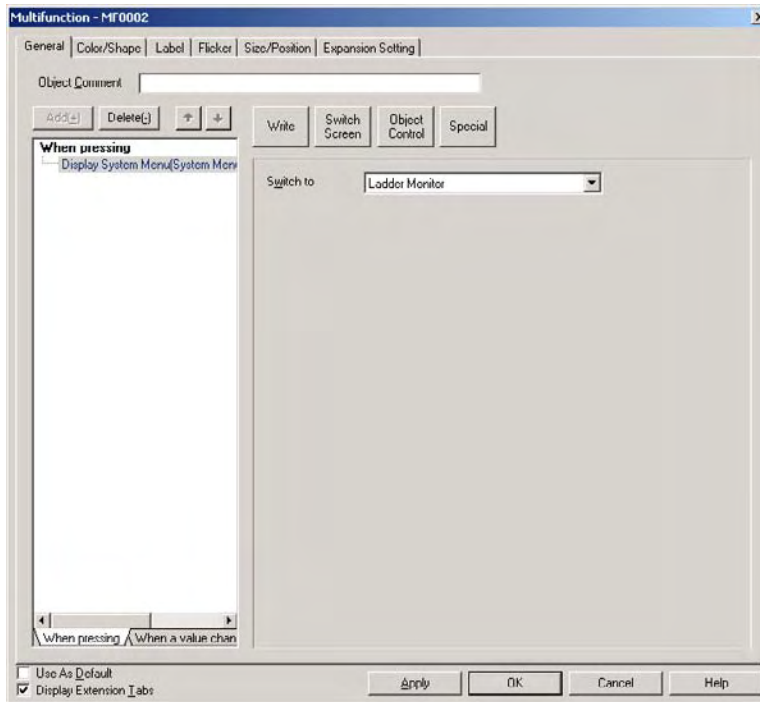 Multifunction - MF0002
General Color/Shape Label Flicker Size/Position Expansion Setting
Object Comment
Add(+) Delete(-)
Write Switch Screen Object Control Special
When pressing
Display System Menu(System Menu
Switch to Ladder Monitor
When pressing When a value chan
Use As Default
Display Extension Tabs
Apply OK Cancel Help